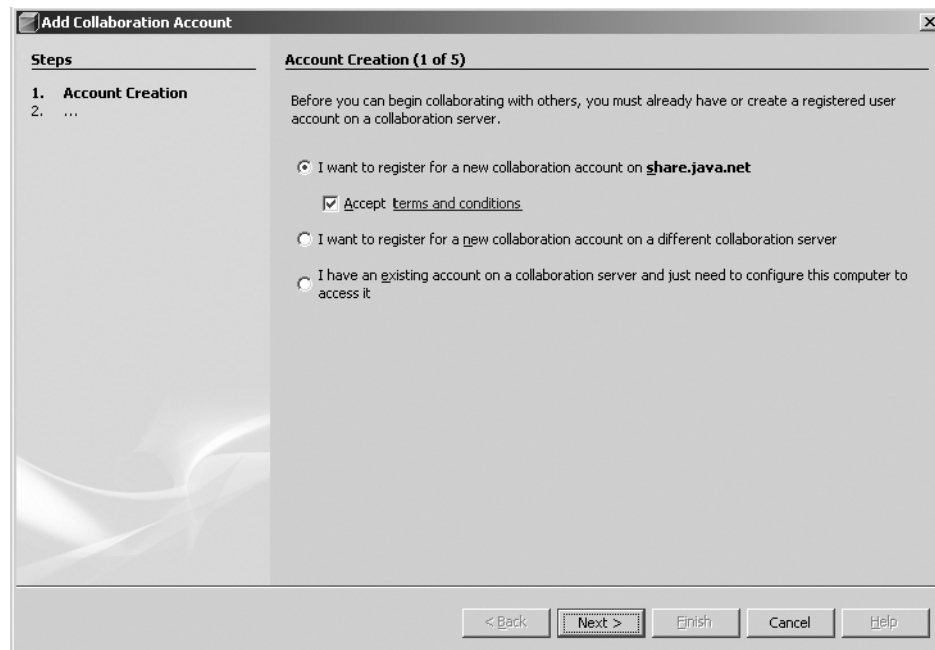 Add Collaboration Account
Steps
1. Account Creation
2. ...
Account Creation (1 of 5)
Before you can begin collaborating with others, you must already have or create a registered user
account on a collaboration server.
I want to register for a new collaboration account on share.java.net
Accept terms and conditions
I want to register for a new collaboration account on a different collaboration server
I have an existing account on a collaboration server and just need to configure this computer to
access it
< Back Next > Finish Cancel Help